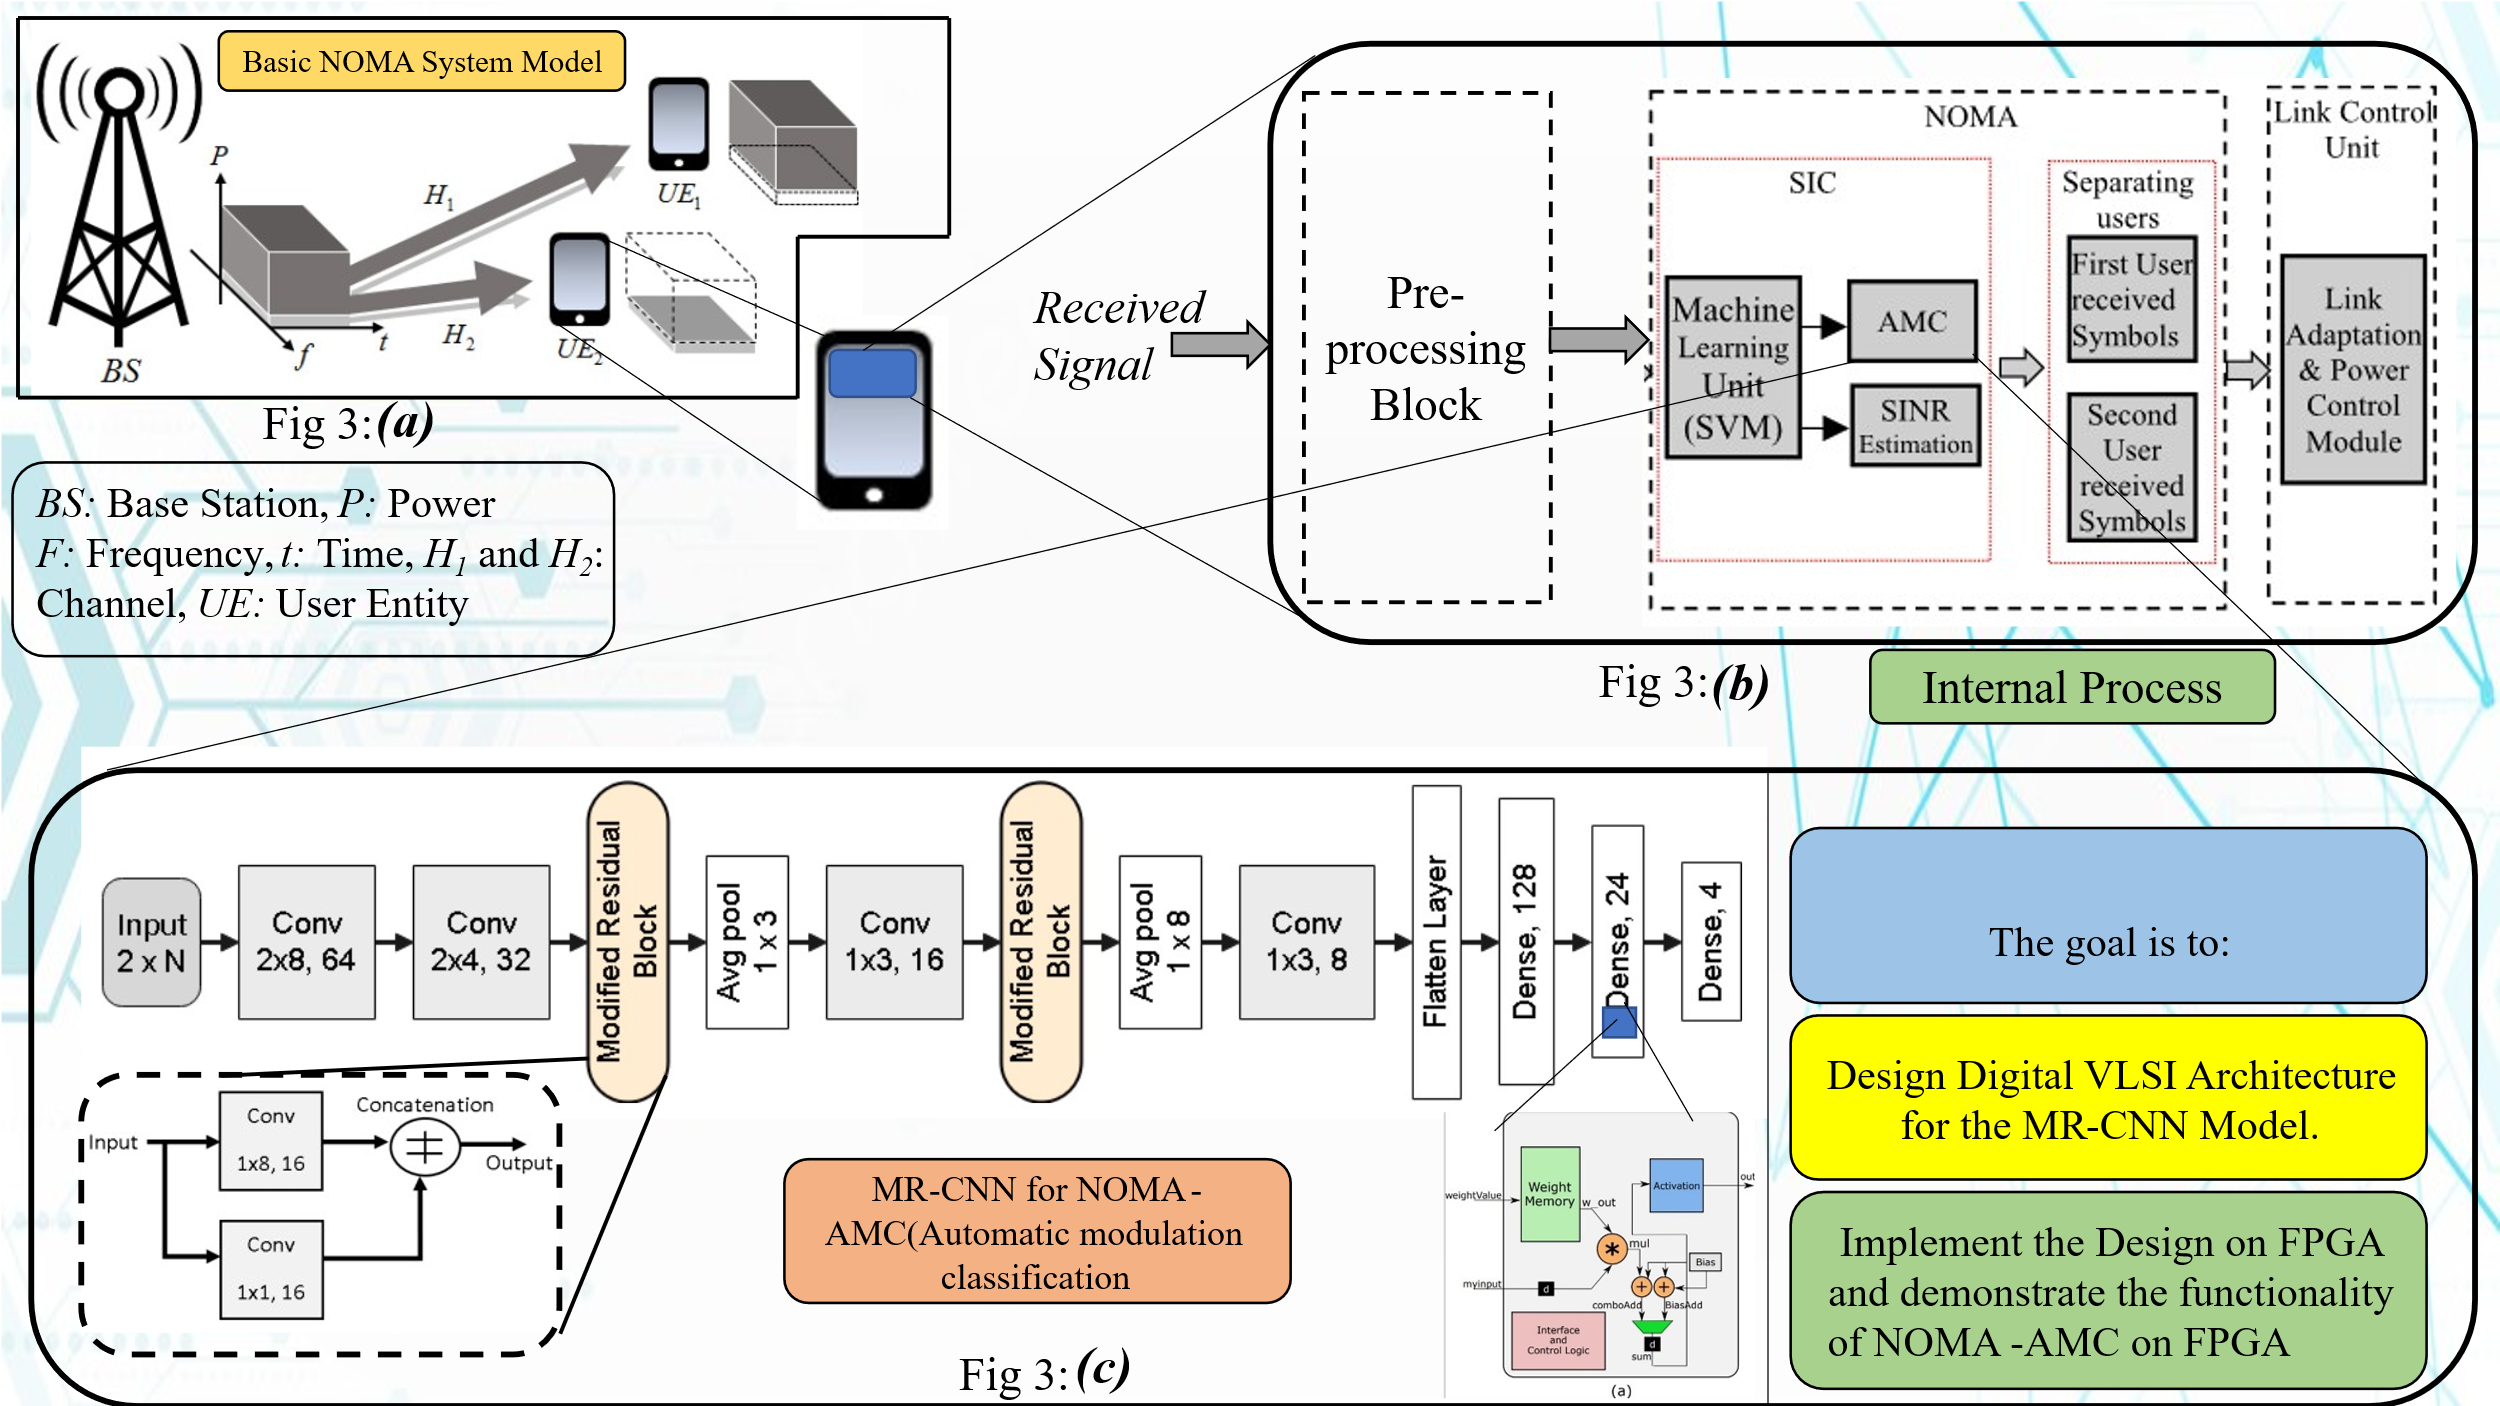 Basic NOMA System Model
P
H1
UE1
H2
UE2
t
f
BS
Fig 3:(a)
BS: Base Station, P: Power
F: Frequency, t: Time, H1 and H2:
Channel, UE: User Entity
Received
Signal
Pre-
processing
Block
NOMA
SIC
Machine
Learning
Unit
(SVM)
AMC
SINR
Estimation
Separating
users
First User
received
Symbols
Second
User
received
Symbols
Link Control
Unit
Link
Adaptation
& Power
Control
Module
Fig 3:(b)
Internal Process
Input
2 x N
Conv
2x8, 64
Conv
2x4, 32
Modified Residual
Block
Avg pool
1 x 3
Conv
1x3, 16
Modified Residual
Block
Avg pool
1 x 8
Conv
1x3, 8
Flatten Layer
Dense, 128
Dense, 24
Dense, 4
Input
Conv
1x8, 16
Concatenation
Output
Conv
1x1, 16
MR-CNN for NOMA-
AMC(Automatic modulation
classification
weightValue
Weight
Memory
w_out
Activation
out
*
mul
Bias
myinput
d
+
+
comboAdd
BiasAdd
Interface
and
Control Logic
d
sum
(a)
Fig 3:(c)
The goal is to:
Design Digital VLSI Architecture
for the MR-CNN Model.
Implement the Design on FPGA
and demonstrate the functionality
of NOMA-AMC on FPGA